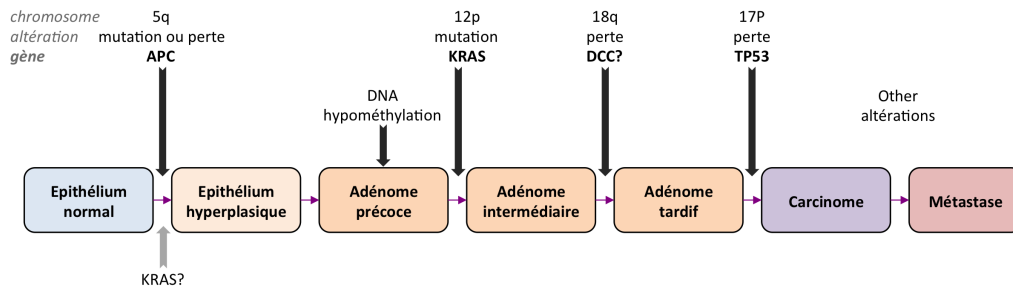 chromosome
altération
gène
5q
mutation ou perte
APC
12p
mutation
KRAS
18q
perte
DCC?
17P
perte
TP53
DNA
hypométhylation
Other
altérations
Epithélium
normal
Epithélium
hyperplasique
Adénome
précoce
Adénome
intermédiaire
Adénome
tardif
Carcinome
Métastase
KRAS?